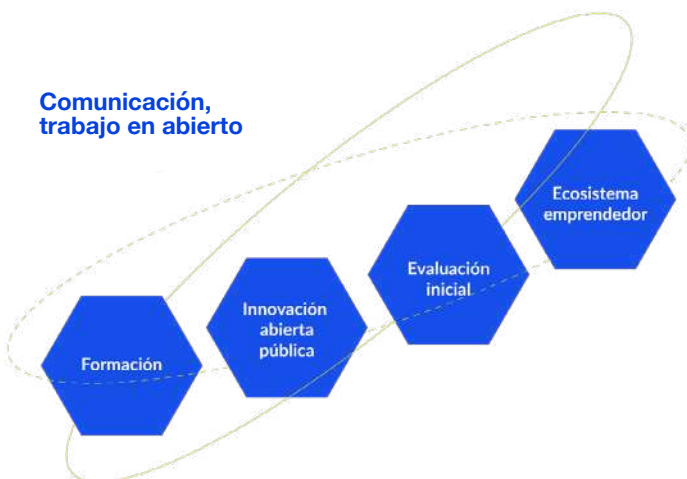 Comunicación,
trabajo en abierto
Ecosistema
emprendedor
Evaluación
inicial
Innovación
abierta
pública
Formación